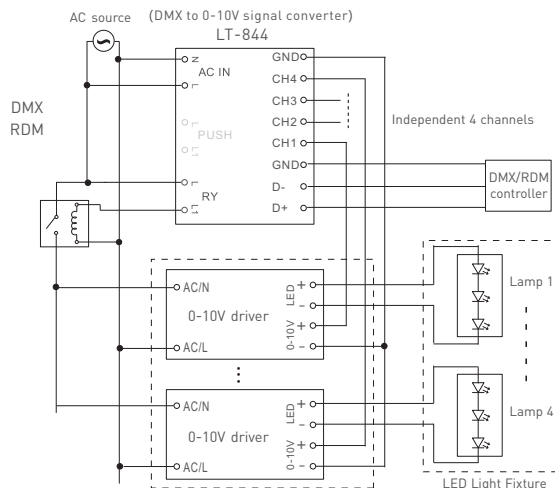 AC source
(DMX to 0-10V signal converter)
LT-844
DMX
RDM
N
AC IN
L
L
PUSH
L1
L
RY
L1
GND
CH4
CH3
CH2
CH1
GND
D-
D+
Independent 4 channels
DMX/RDM
controller
AC/N
0-10V driver
AC/L
LED
+
−
0-10V
+
−
Lamp 1
AC/N
0-10V driver
AC/L
LED
+
−
0-10V
+
−
Lamp 4
LED Light Fixture